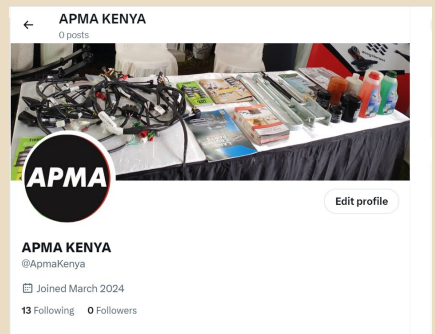 APMA KENYA
0 posts
APMA
Edit profile
APMA KENYA
@ApmaKenya
Joined March 2024
13 Following 0 Followers